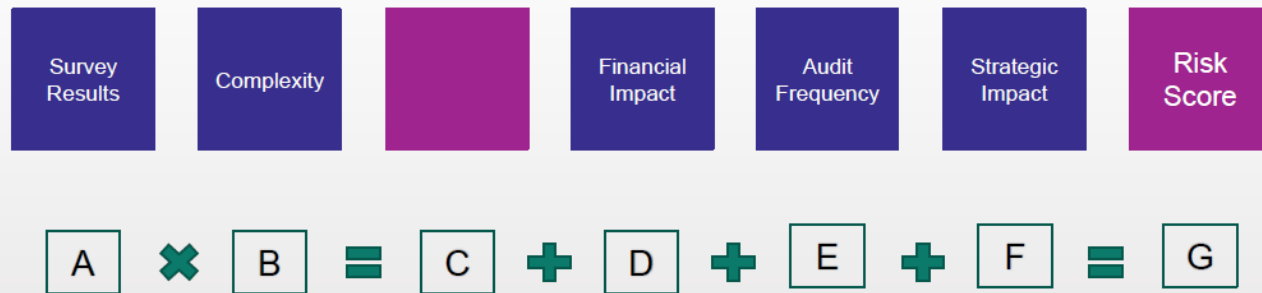 Survey
Results
Complexity
Financial
Impact
Audit
Frequency
Strategic
Impact
Risk
Score
A × B = C + D + E + F = G